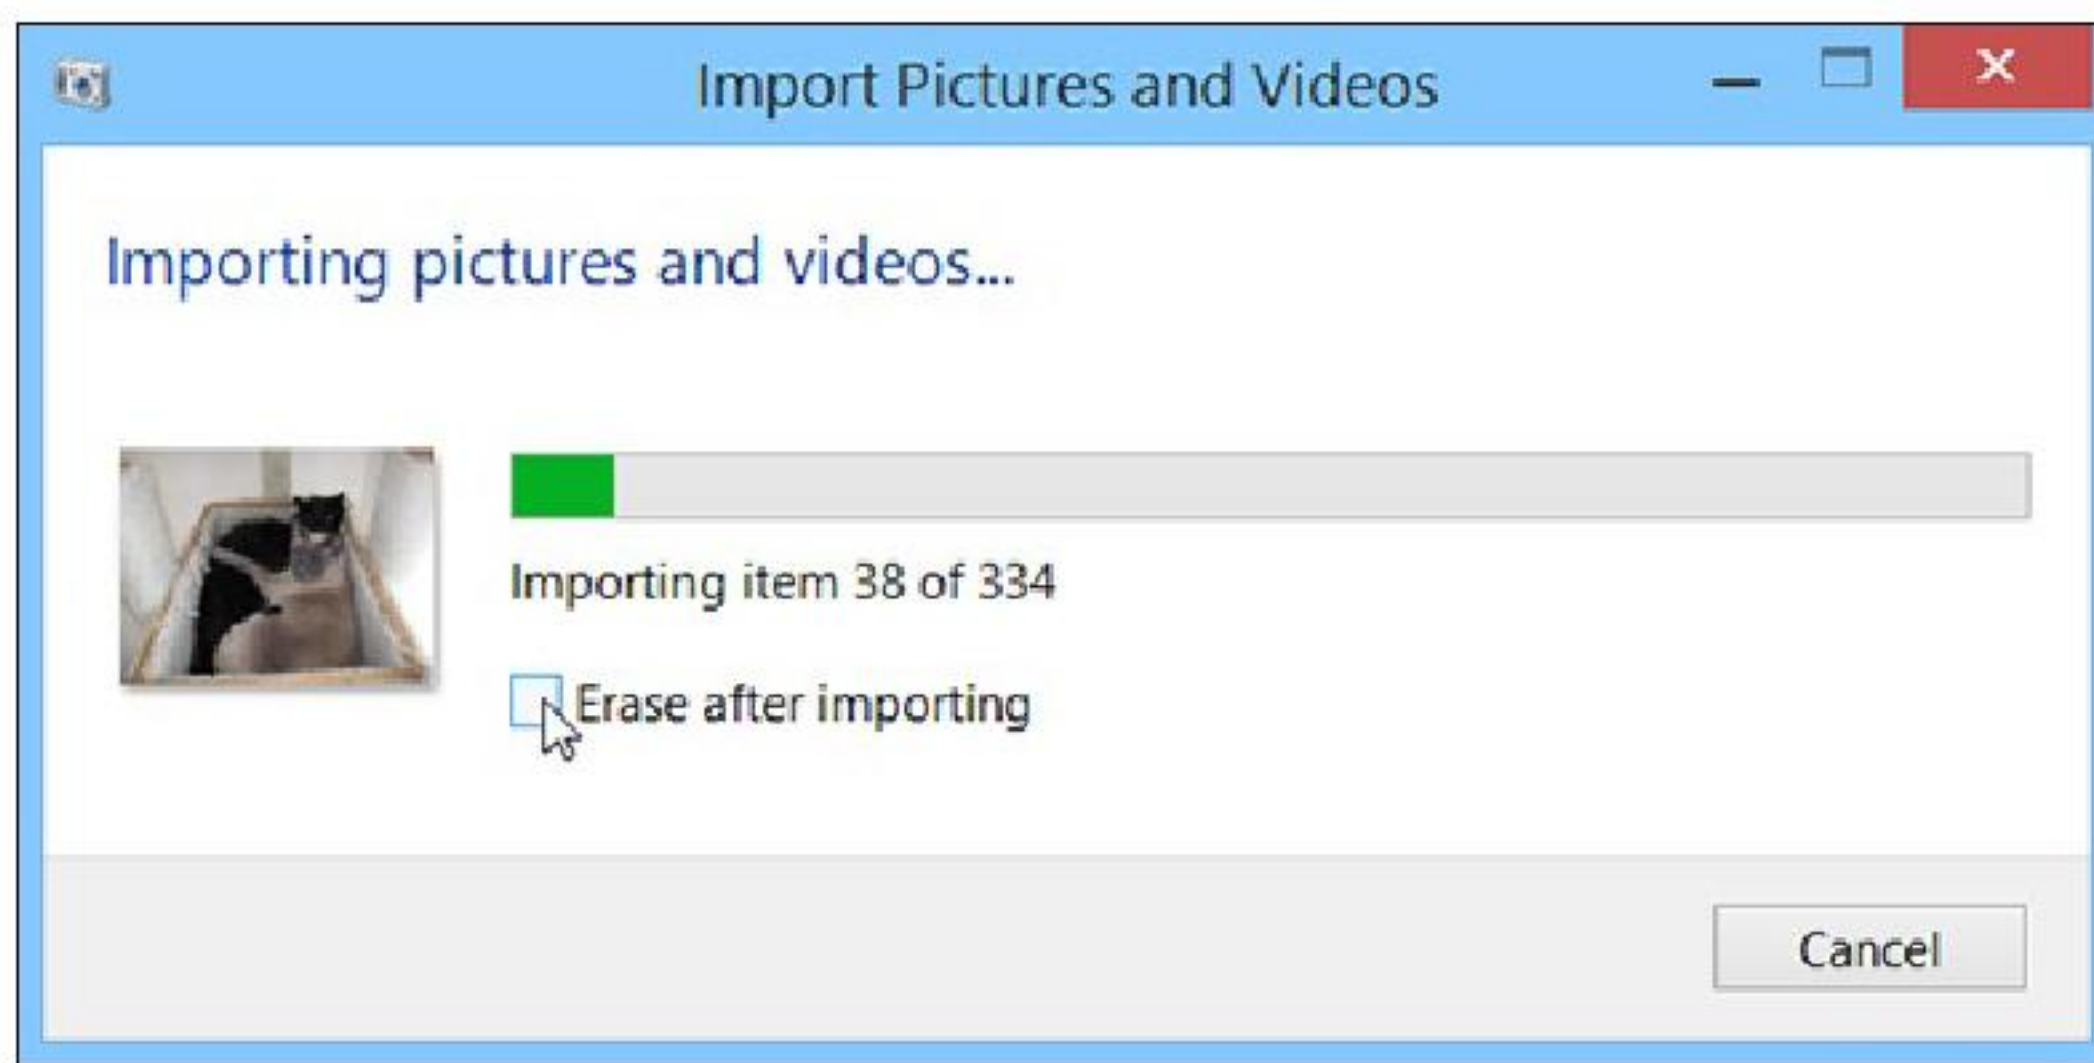 Import Pictures and Videos
Importing pictures and videos...
Importing item 38 of 334
Erase after importing
Cancel